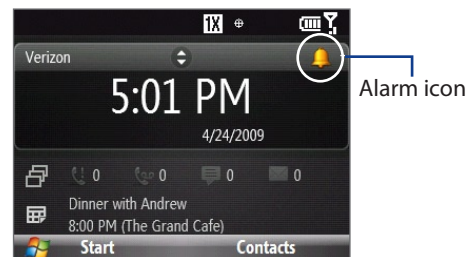 1X
Verizon
Alarm icon
5:01 PM
4/24/2009
0 0 0 0
Dinner with Andrew
8:00 PM (The Grand Cafe)
Start Contacts